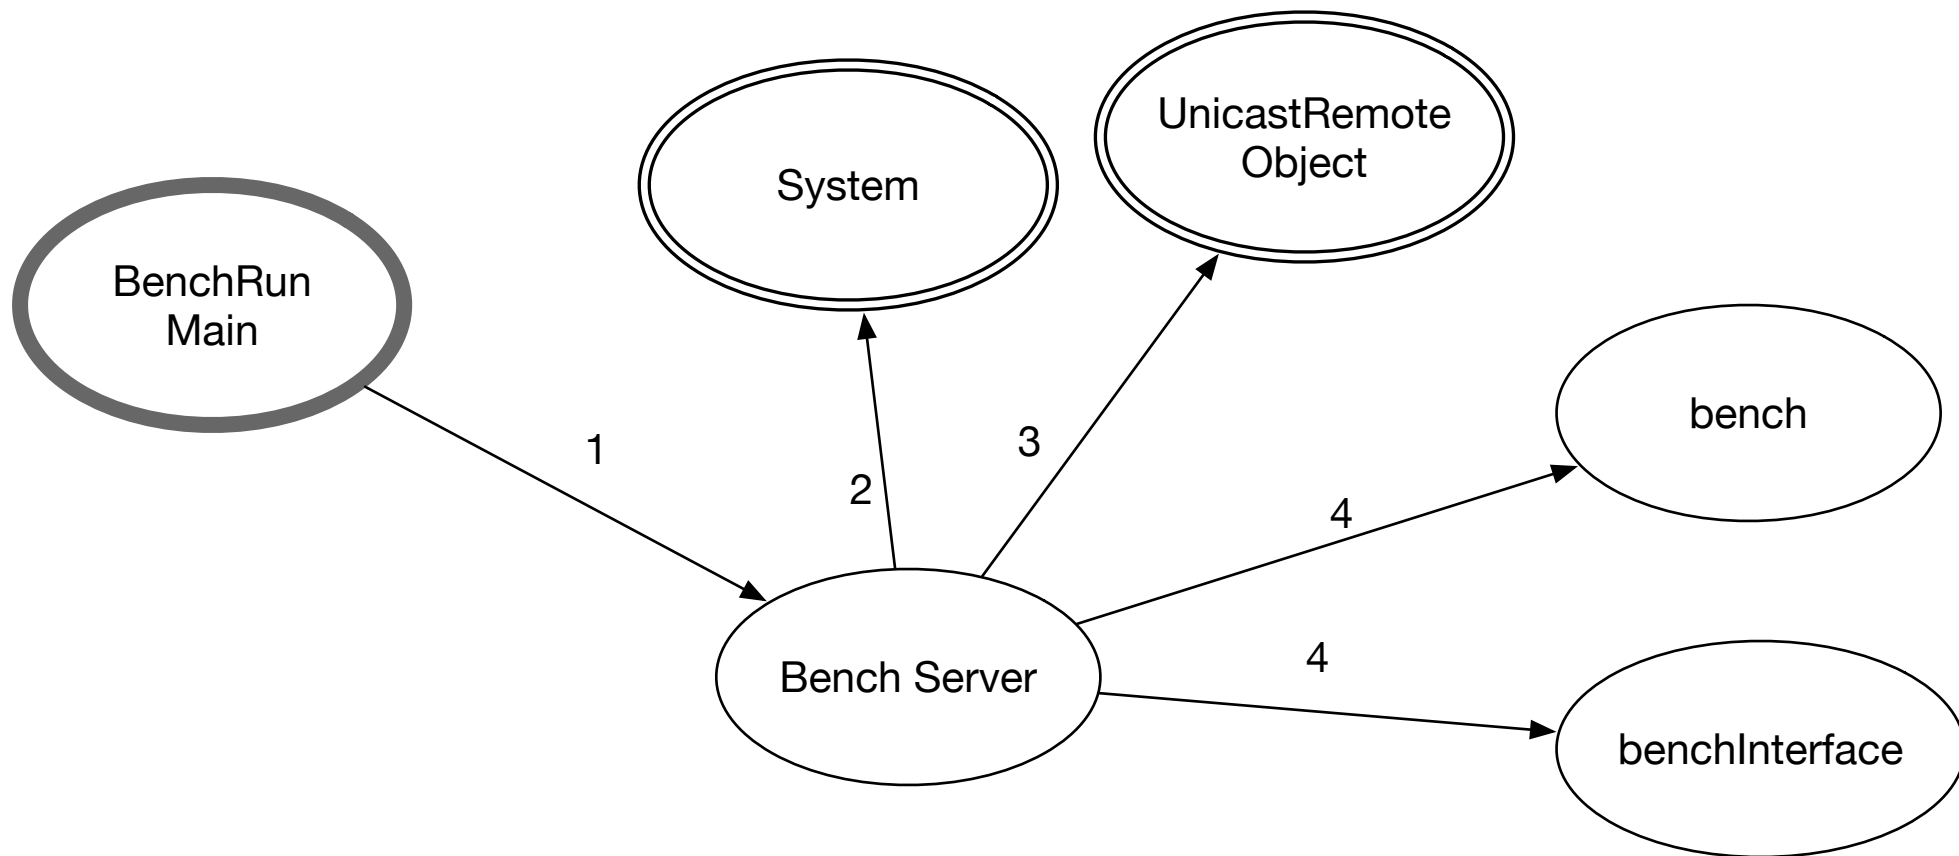 UnicastRemote
Object
System
BenchRun
Main
bench
1
3
2
4
4
Bench Server
benchInterface